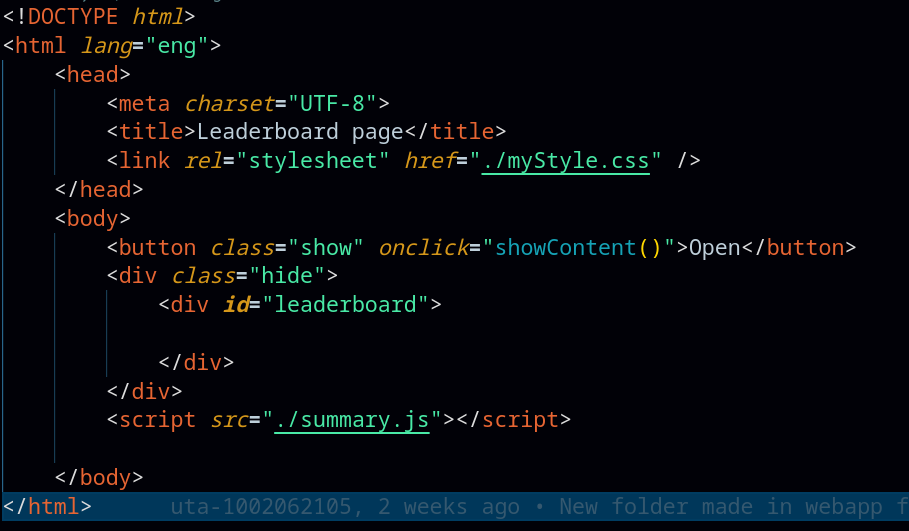 <!DOCTYPE html>
<html lang="eng">
<head>
<meta charset="UTF-8">
<title>Leaderboard page</title>
<link rel="stylesheet" href="./myStyle.css" />
</head>
<body>
<button class="show" onclick="showContent()">Open</button>
<div class="hide">
<div id="leaderboard">
</div>
</div>
<script src="./summary.js"></script>
</body>
</html> uta-1002062105, 2 weeks ago • New folder made in webapp f